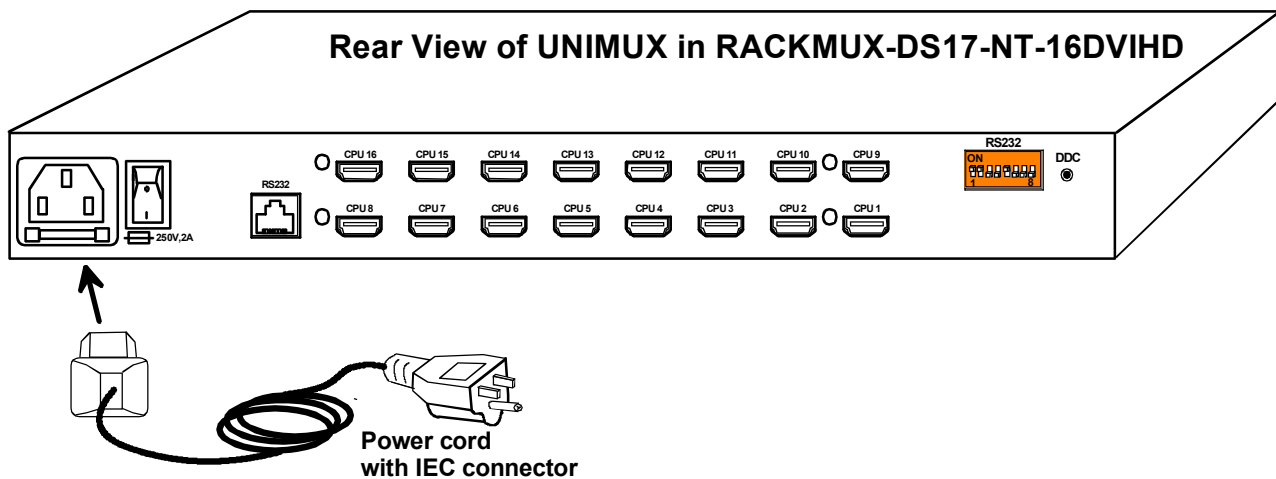 Rear View of UNIMUX in RACKMUX-DS17-NT-16DVIHD
RS232
ON
1 8
DDC
CPU 16 CPU 15 CPU 14 CPU 13 CPU 12 CPU 11 CPU 10 CPU 9
RS232
CPU 8 CPU 7 CPU 6 CPU 5 CPU 4 CPU 3 CPU 2 CPU 1
250V,2A
Power cord
with IEC connector